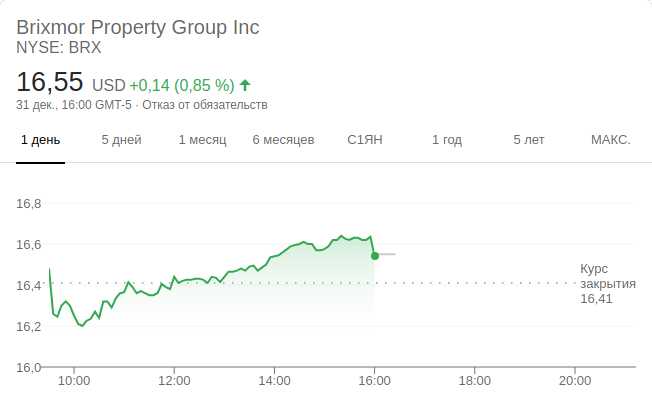 Brixmor Property Group Inc
NYSE: BRX
16,55 USD +0,14 (0,85 %)
31 дек., 16:00 GMT-5 · Отказ от обязательств
1 день 5 дней 1 месяц 6 месяцев С1ЯН 1 год 5 лет МАКС.
16,8
16,6
16,4
16,2
16,0
Курс
закрытия
16,41
10:00 12:00 14:00 16:00 18:00 20:00